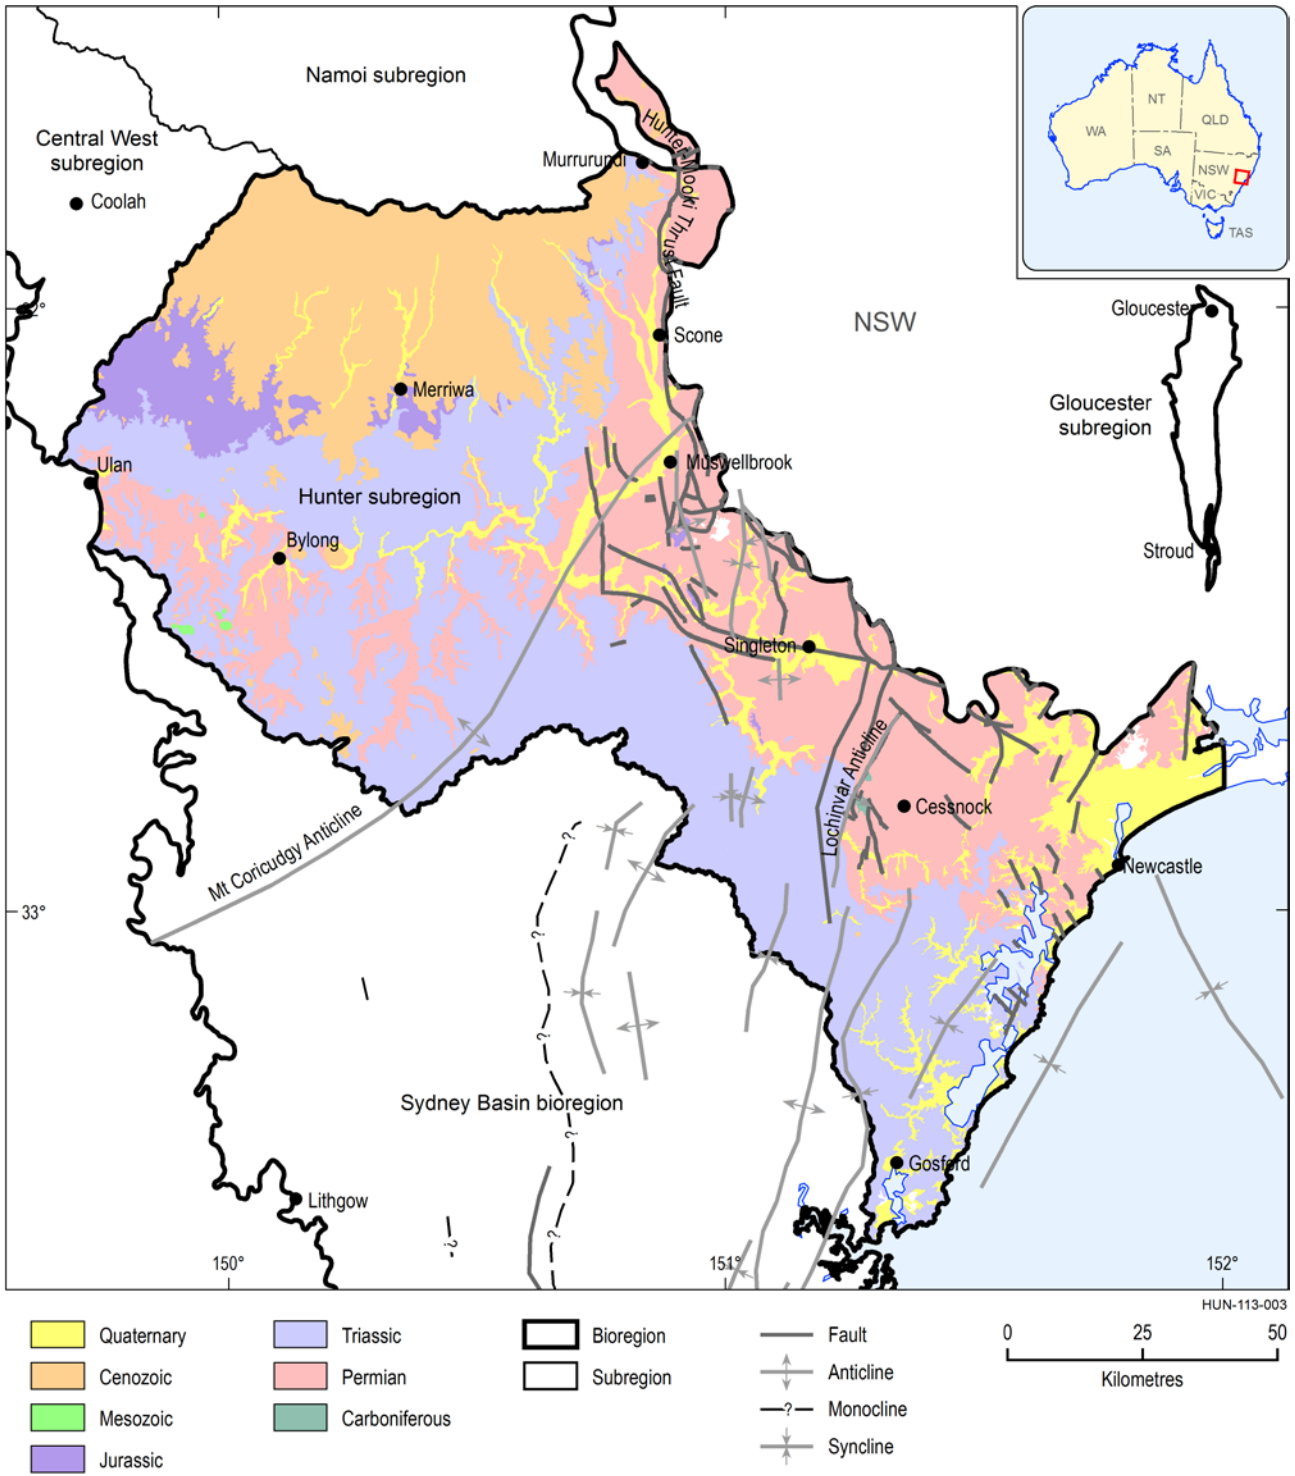 Namoi subregion
Central West
subregion
Coolah
Murrurundi
Hunter-Mooki Thrust Fault
NT
QLD
WA
SA
NSW
VIC
TAS
Gloucester
Scone
NSW
Merriwa
Gloucester
subregion
Ulan
Muswellbrook
Hunter subregion
Bylong
Stroud
Singleton
Lochinvar Anticline
Cessnock
Mt Coricudgy Anticline
?
?
Newcastle
33°
?
?
Sydney Basin bioregion
?
Gosford
Lithgow
?
?
150°
151°
152°
HUN-113-003
Quaternary
Triassic
Bioregion
Fault
0 25 50
Cenozoic
Permian
Subregion
Anticline
Kilometres
Mesozoic
Carboniferous
? Monocline
Jurassic
Syncline